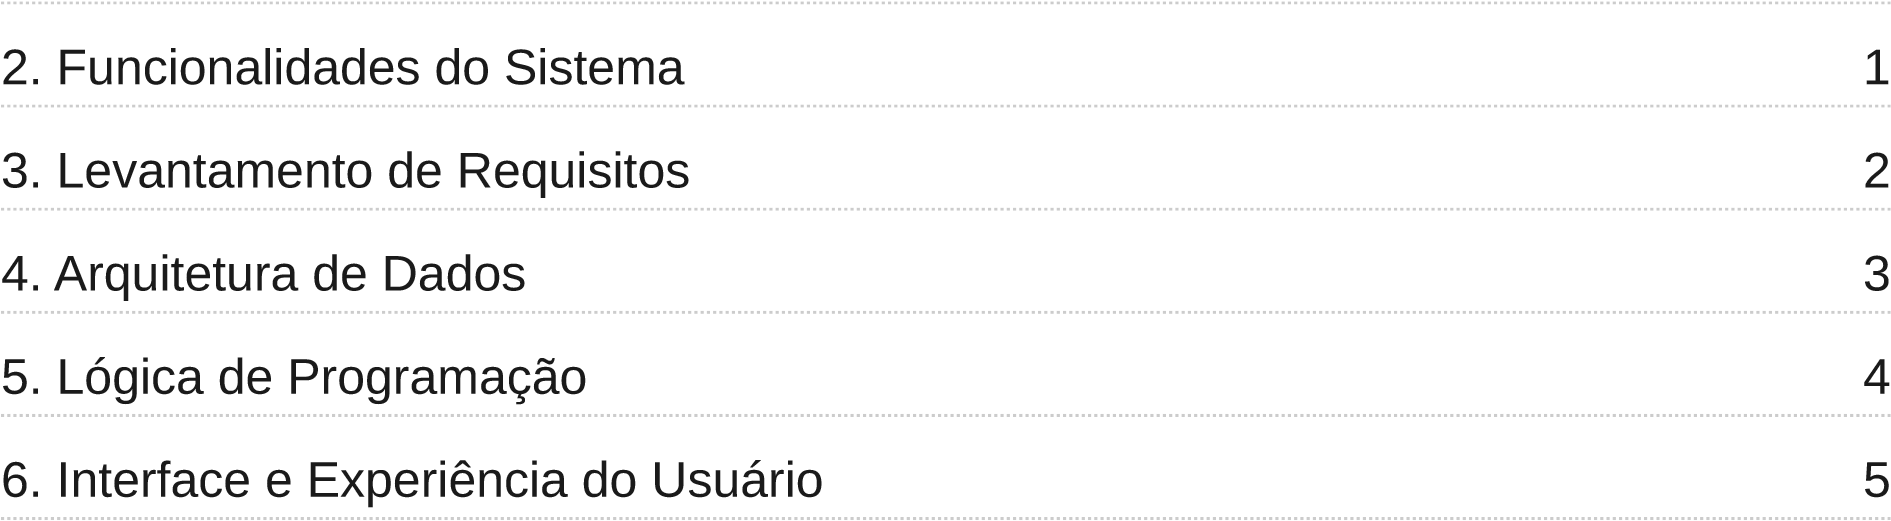 2. Funcionalidades do Sistema 1
3. Levantamento de Requisitos 2
4. Arquitetura de Dados 3
5. Lógica de Programação 4
6. Interface e Experiência do Usuário 5